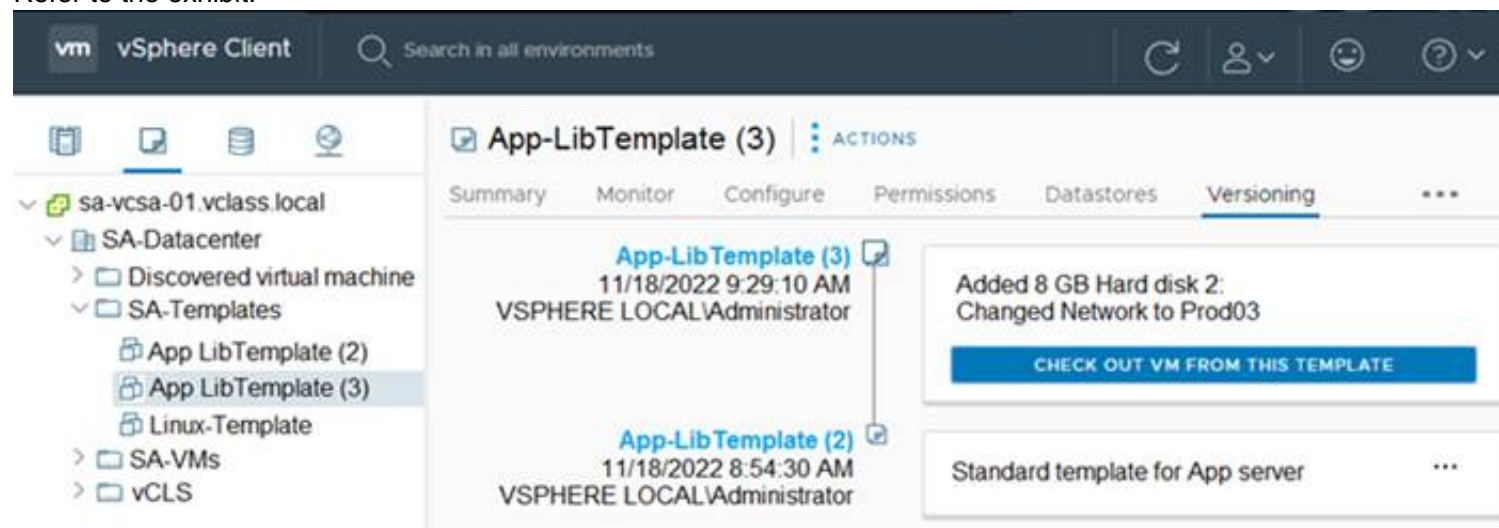 Refer to the exhibit.
vm vSphere Client Search in all environments
App-LibTemplate (3) ACTIONS
Summary Monitor Configure Permissions Datastores Versioning
sa-vcsa-01.vclass.local
SA-Datacenter
Discovered virtual machine
SA-Templates
App LibTemplate (2)
App LibTemplate (3)
Linux-Template
SA-VMs
vCLS
App-LibTemplate (3)
11/18/2022 9:29:10 AM
VSPHERE LOCAL\Administrator
Added 8 GB Hard disk 2:
Changed Network to Prod03
CHECK OUT VM FROM THIS TEMPLATE
App-LibTemplate (2)
11/18/2022 8:54:30 AM
VSPHERE LOCAL\Administrator
Standard template for App server